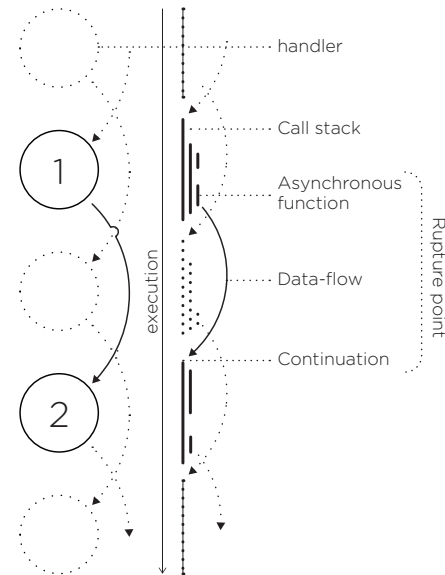 handler
Call stack
1
Asynchronous
function
Rupture point
execution
Data-flow
Continuation
2